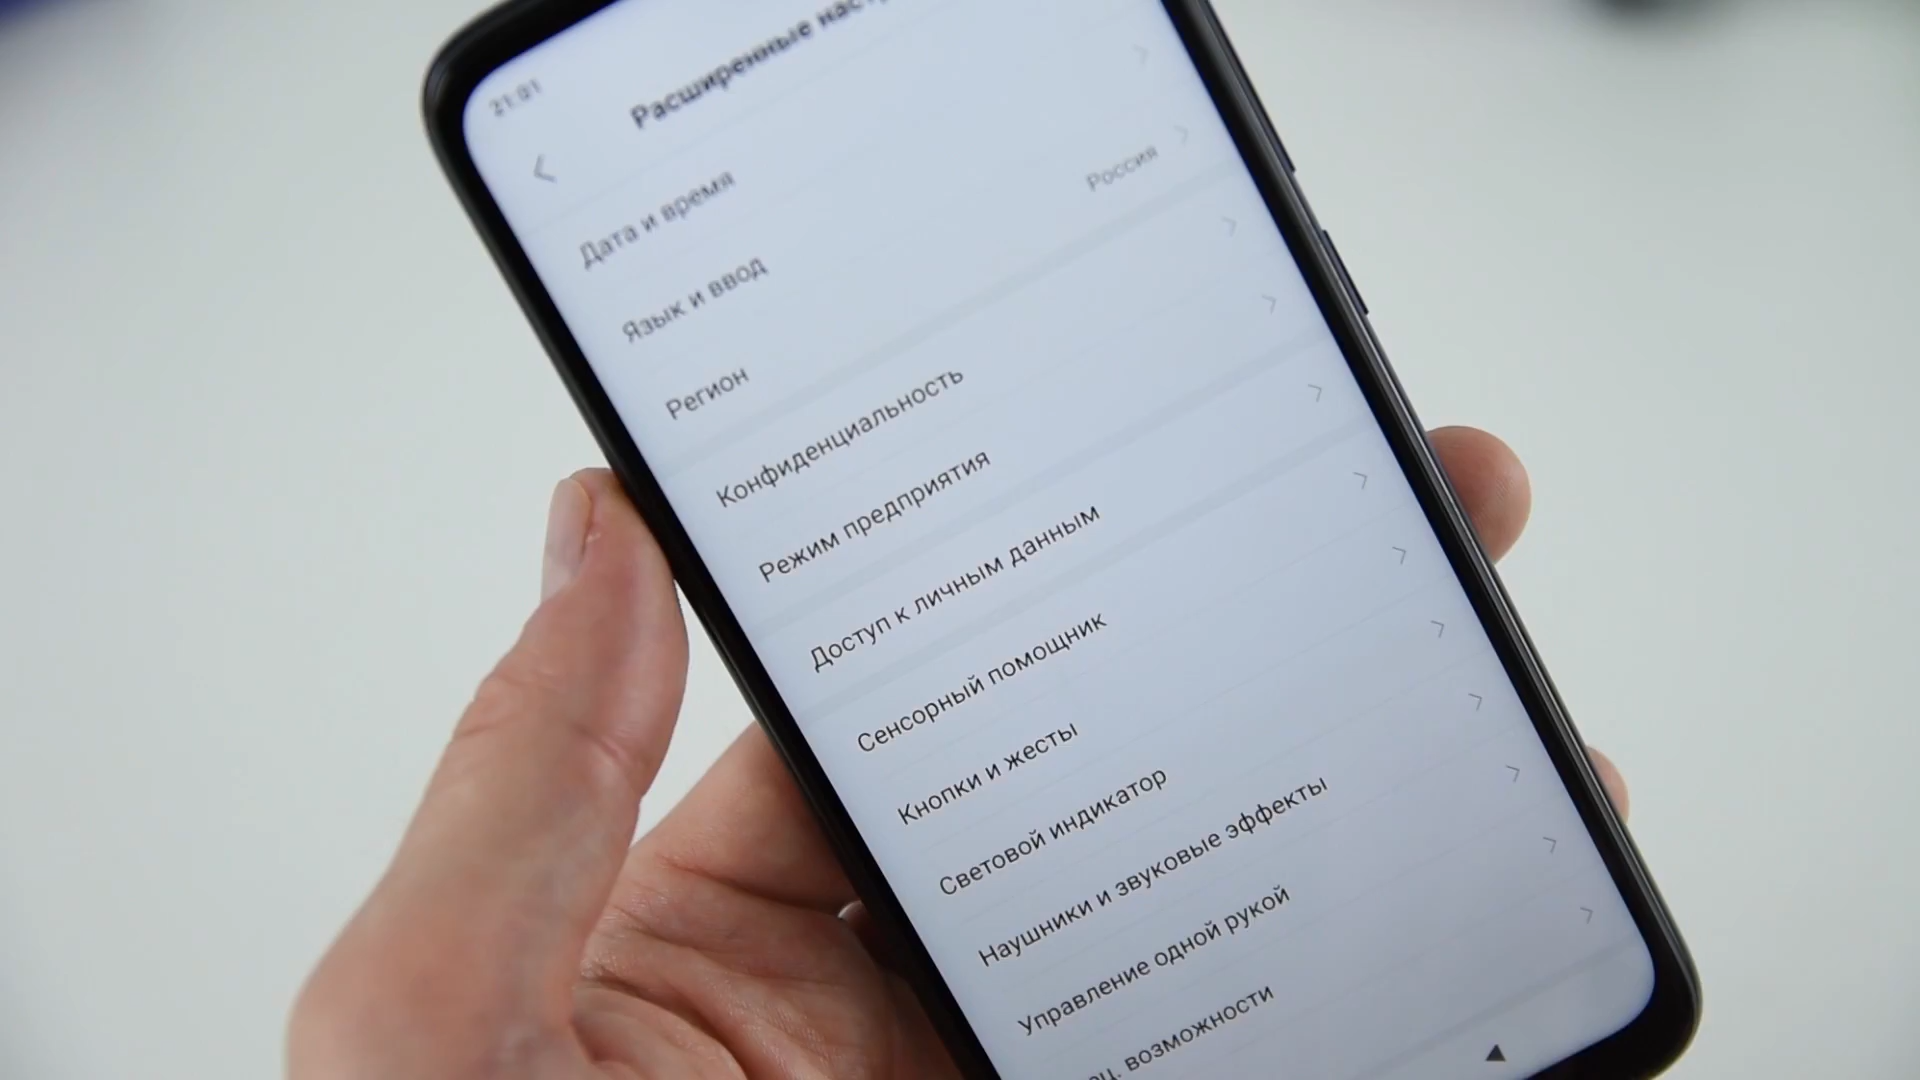 21:01
Расширенные
Дата и время
Язык и ввод
Регион Россия
Конфиденциальность
Режим предприятия
Доступ к личным данным
Сенсорный помощник
Кнопки и жесты
Световой индикатор
Наушники и звуковые эффекты
Управление одной рукой
возможности